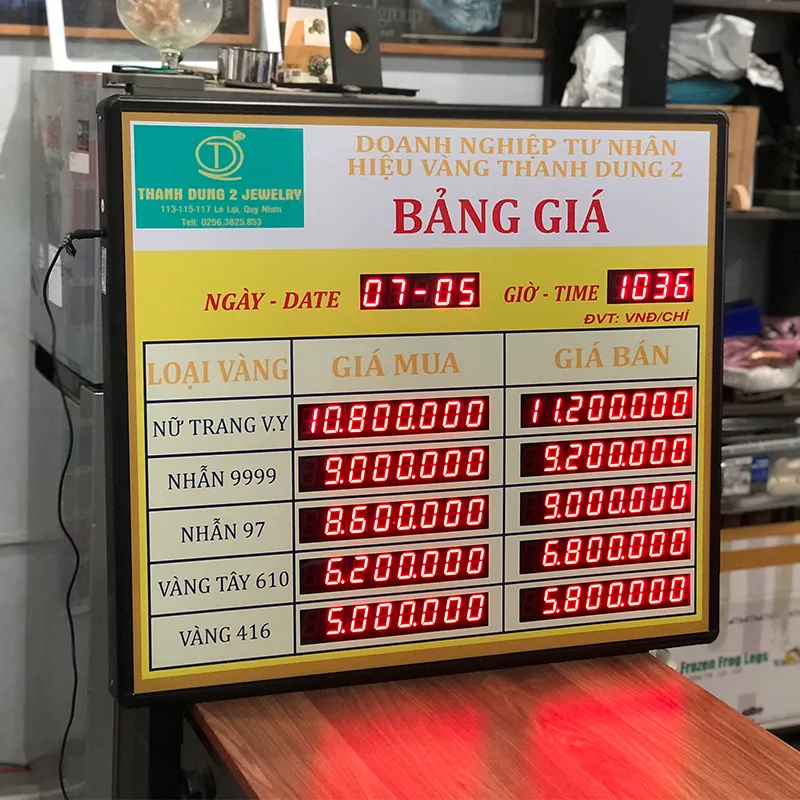 group
THANH DUNG 2 JEWELRY
113-115-117 Lê Lợi, Quy Nhơn
Tell: 0256.3825.853
DOANH NGHIỆP TƯ NHÂN
HIỆU VÀNG THANH DUNG 2
BẢNG GIÁ
NGÀY - DATE 07-05 GIỜ - TIME 1036
ĐVT: VNĐ/CHỈ
LOẠI VÀNG GIÁ MUA GIÁ BÁN
NỮ TRANG V.Y 10.800.000 11.200.000
NHẪN 9999 9.000.000 9.200.000
NHẪN 97 8.600.000 9.000.000
VÀNG TÂY 610 6.200.000 6.800.000
VÀNG 416 5.000.000 5.800.000
Frozen Frog Legs